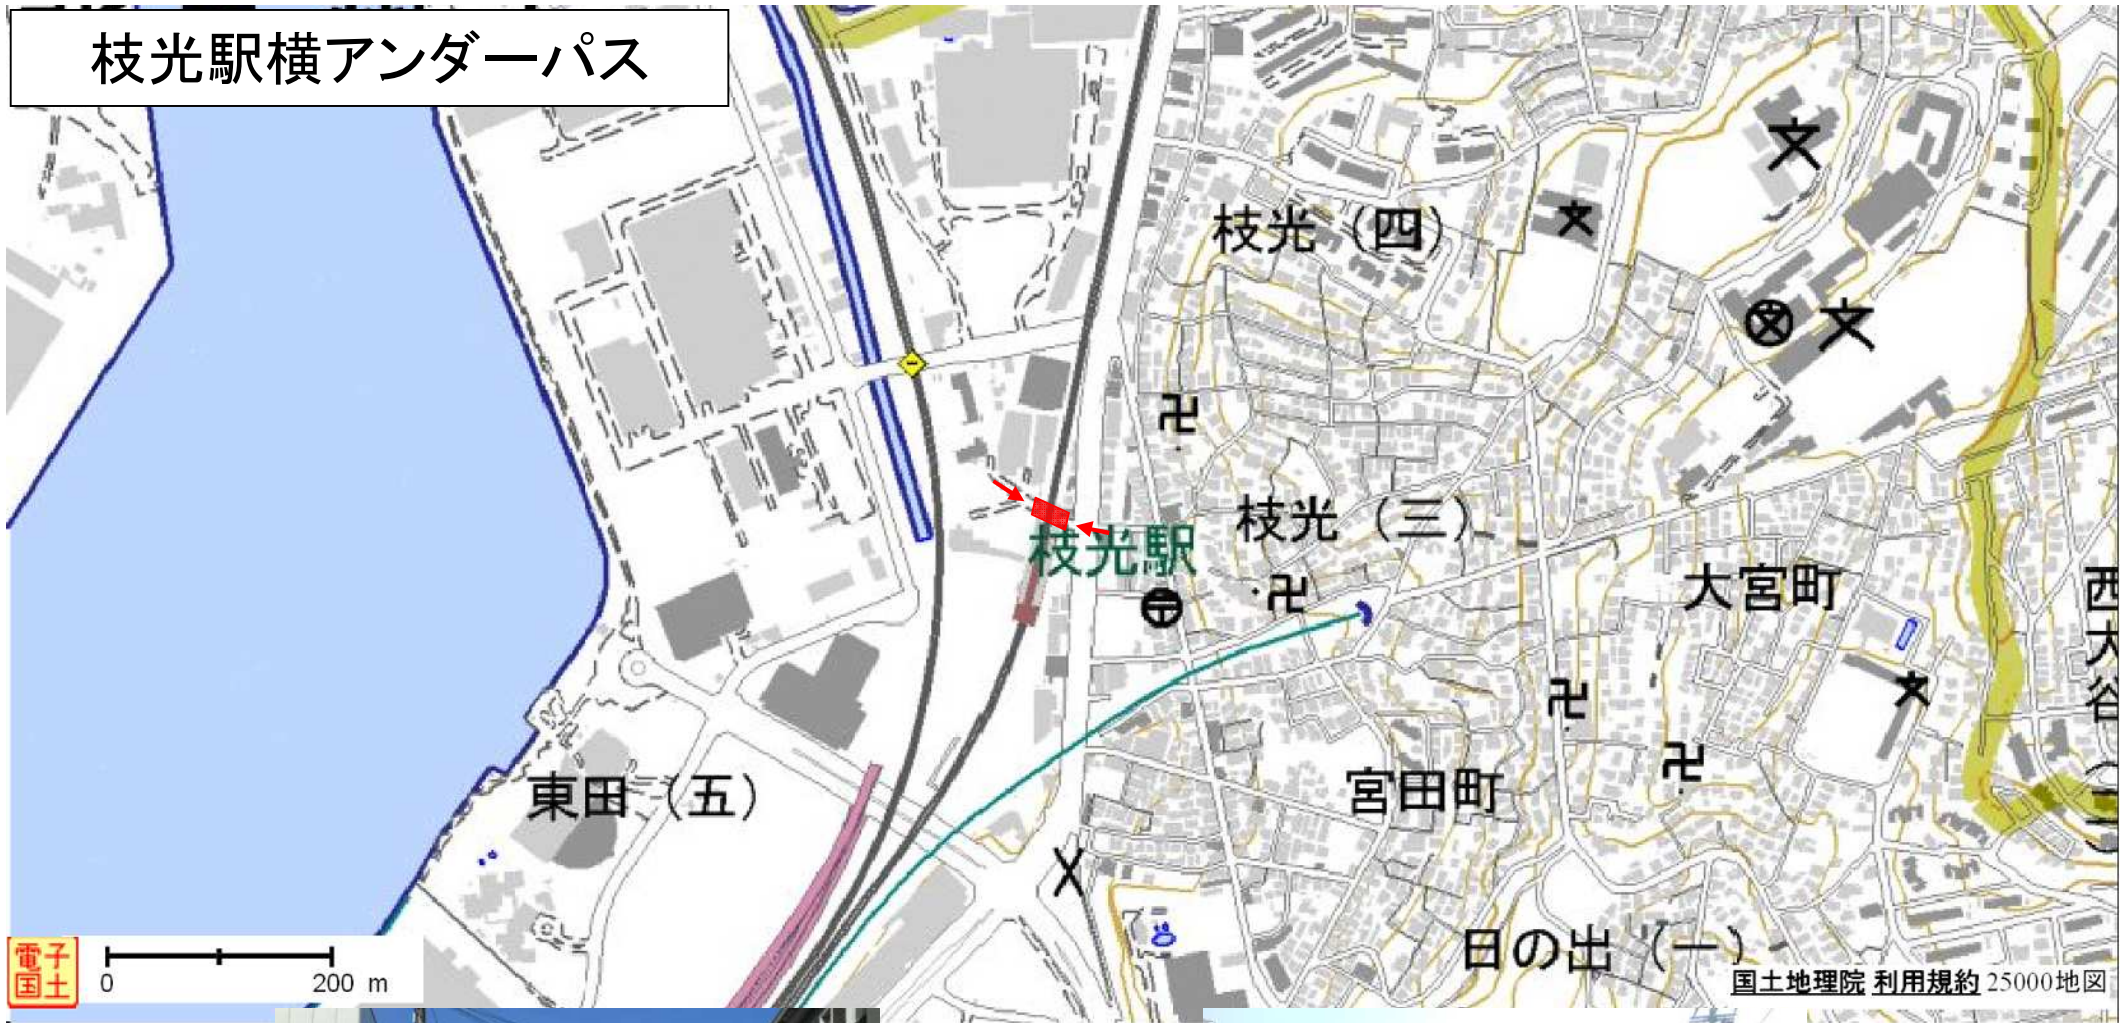 枝光駅横アンダーパス
枝光（四）
枝光（三）
枝光駅
大宮町
西大谷（二）
東田（五）
宮田町
日の出（一）
電子国土
0 200 m
国土地理院 利用規約 25000地図